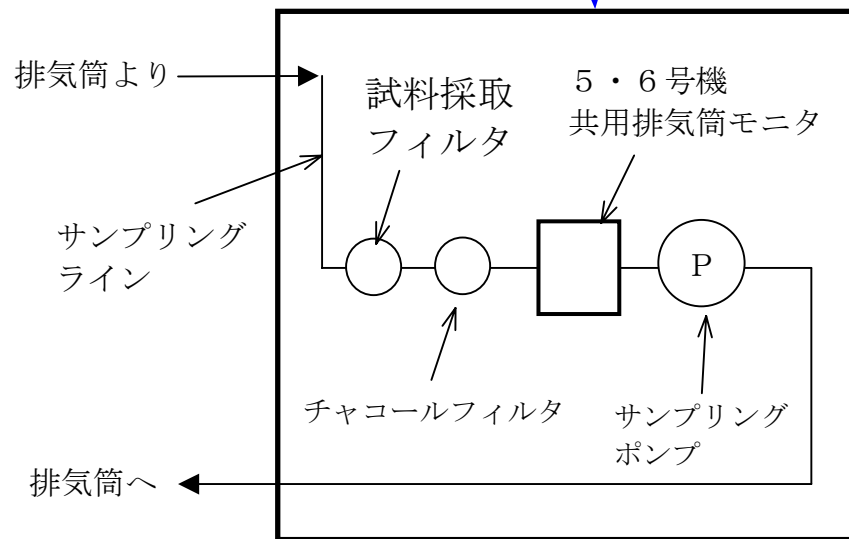 排気筒より
試料採取
フィルタ
５・６号機
共用排気筒モニタ
サンプリング
ライン
P
チャコールフィルタ
サンプリング
ポンプ
排気筒へ